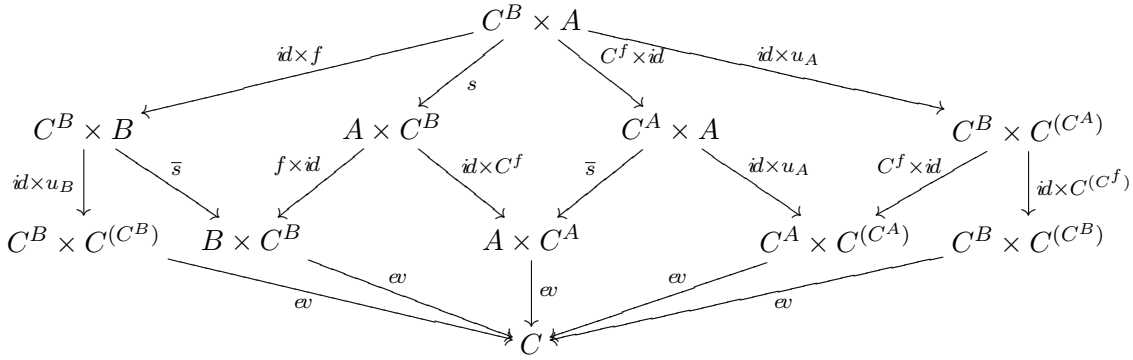 C^B × A
id×f s C^f×id id×u_A
C^B × B A × C^B C^A × A C^B × C^(C^A)
id×u_B s̅ f×id id×C^f s̅ id×u_A C^f×id id×C^(C^f)
C^B × C^(C^B) B × C^B A × C^A C^A × C^(C^A) C^B × C^(C^B)
ev ev ev ev ev
C